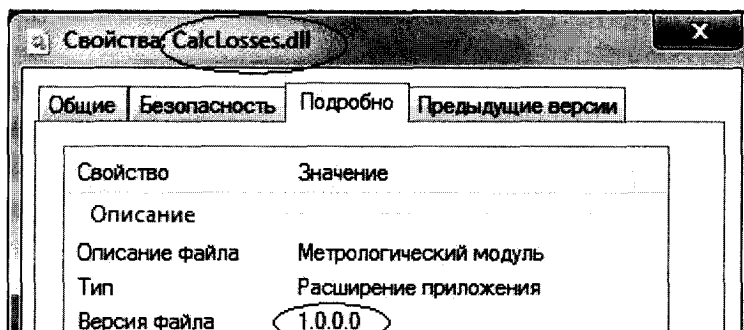 Свойства: CalcLosses.dll
X
Общие Безопасность Подробно Предыдущие версии
Свойство Значение
Описание
Описание файла Метрологический модуль
Тип Расширение приложения
Версия файла 1.0.0.0